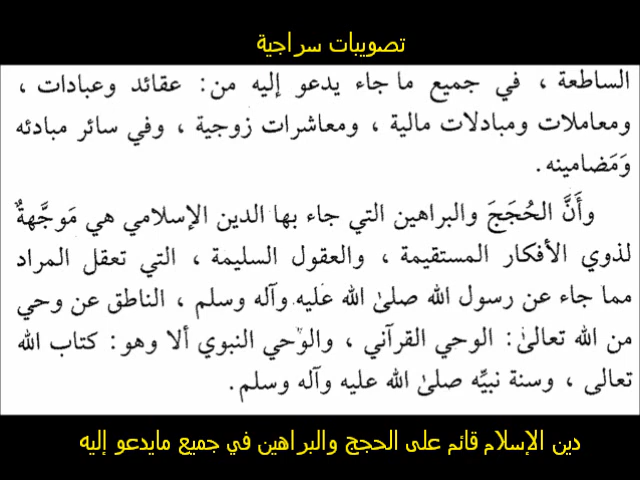 تصويبات سراجية
الساطعة ، في جميع ما جاء يدعو إليه من: عقائد وعبادات ،
ومعاملات ومبادلات مالية ، ومعاشرات زوجية ، وفي سائر مبادئه
وَمَضامينه.
وأَنَّ الحُجَجَ والبراهين التي جاء بها الدين الإسلامي هي مَوجَّهةٌ
لذوي الأفكار المستقيمة ، والعقول السليمة ، التي تعقل المراد
مما جاء عن رسول الله صلىٰ الله عليه وآله وسلم ، الناطق عن وحي
من الله تعالىٰ: الوحي القرآني ، والوحي النبوي ألا وهو: كتاب الله
تعالى ، وسنة نبيِّه صلىٰ الله عليه وآله وسلم.
دين الإسلام قائم على الحجج والبراهين في جميع مايدعو إليه